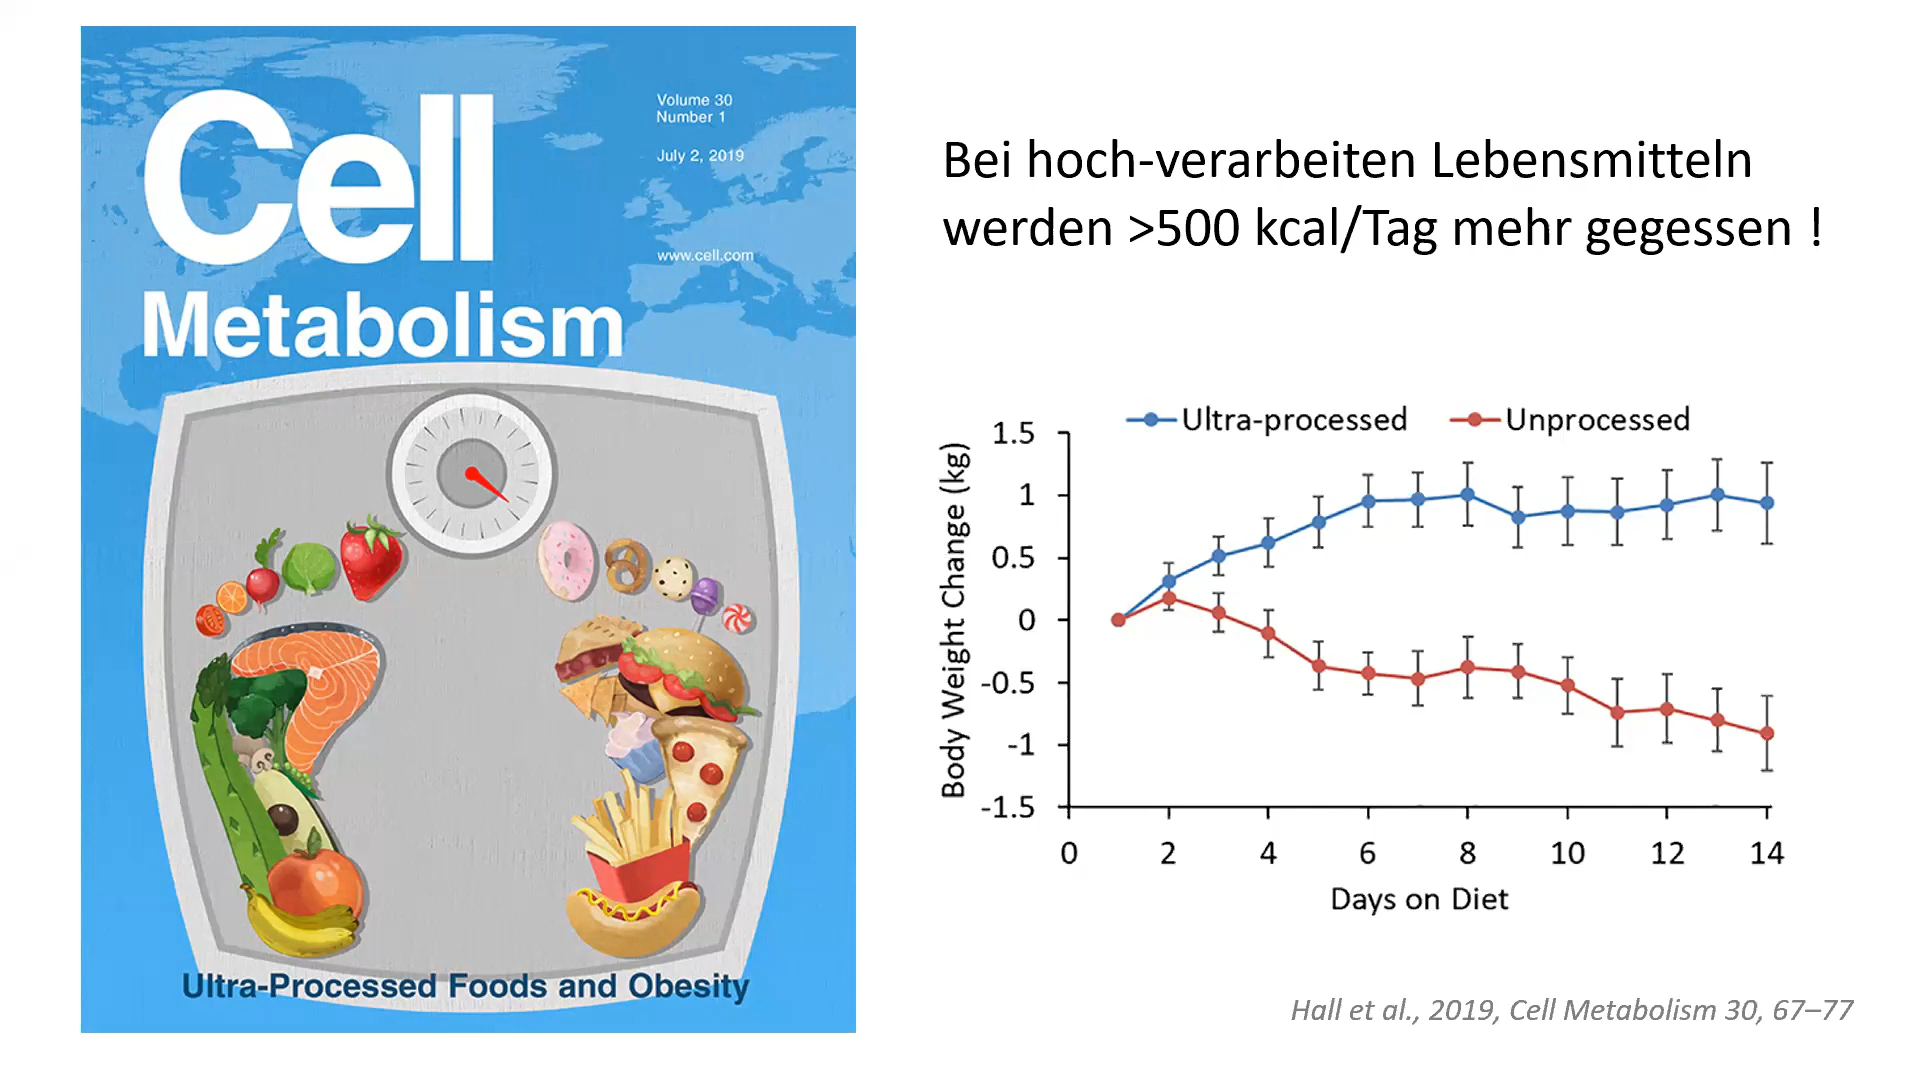 Cell
Metabolism
Volume 30
Number 1
July 2, 2019
www.cell.com
Ultra-Processed Foods and Obesity
Bei hoch-verarbeiten Lebensmitteln
werden >500 kcal/Tag mehr gegessen !
Ultra-processed
Unprocessed
Body Weight Change (kg)
1.5
1
0.5
0
-0.5
-1
-1.5
0 2 4 6 8 10 12 14
Days on Diet
Hall et al., 2019, Cell Metabolism 30, 67–77